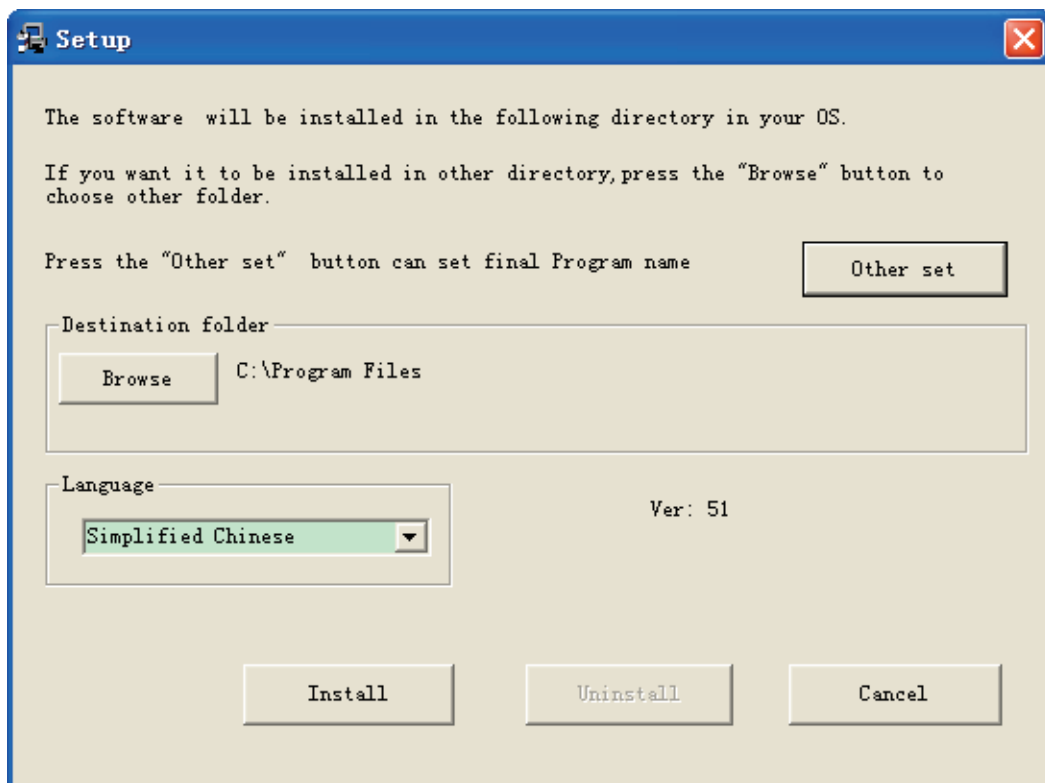 Setup
The software  will be installed in the following directory in your OS.
If you want it to be installed in other directory,press the "Browse" button to
choose other folder.
Press the "Other set"  button can set final Program name
Other set
Destination folder
Browse
C:\Program Files
Language
Simplified Chinese
Ver: 51
Install
Uninstall
Cancel